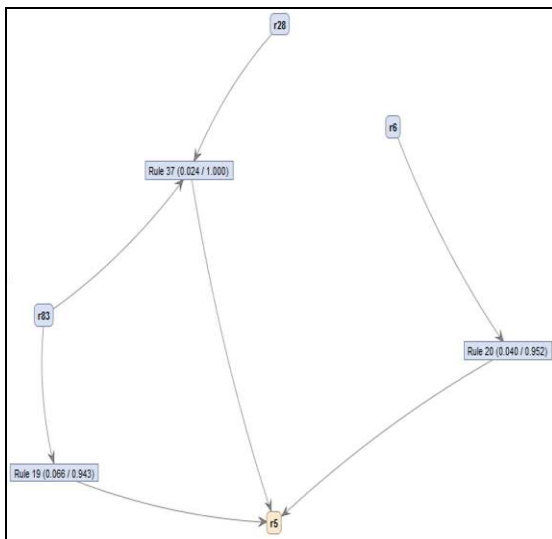 r28
r6
Rule 37 (0.024 / 1.000)
r83
Rule 20 (0.040 / 0.952)
Rule 19 (0.066 / 0.943)
r5